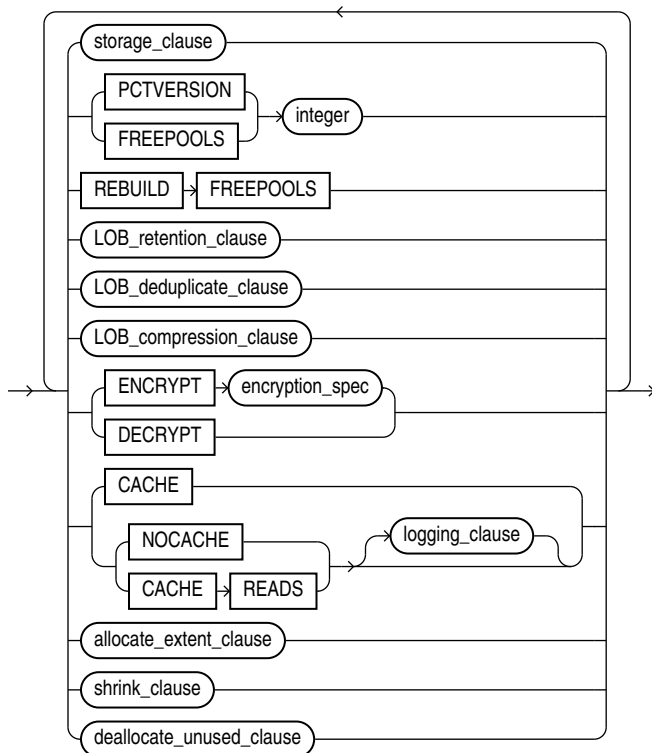 storage_clause
PCTVERSION
FREEPOOLS
integer
REBUILD FREEPOOLS
LOB_retention_clause
LOB_deduplicate_clause
LOB_compression_clause
ENCRYPT encryption_spec
DECRYPT
CACHE
NOCACHE
CACHE READS
logging_clause
allocate_extent_clause
shrink_clause
deallocate_unused_clause